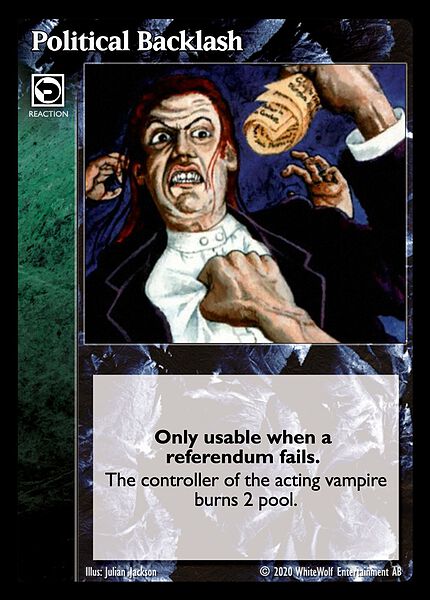 Political Backlash
REACTION
Only usable when a
referendum fails.
The controller of the acting vampire
burns 2 pool.
Illus: Julian Jackson
© 2020 WhiteWolf Entertainment AB